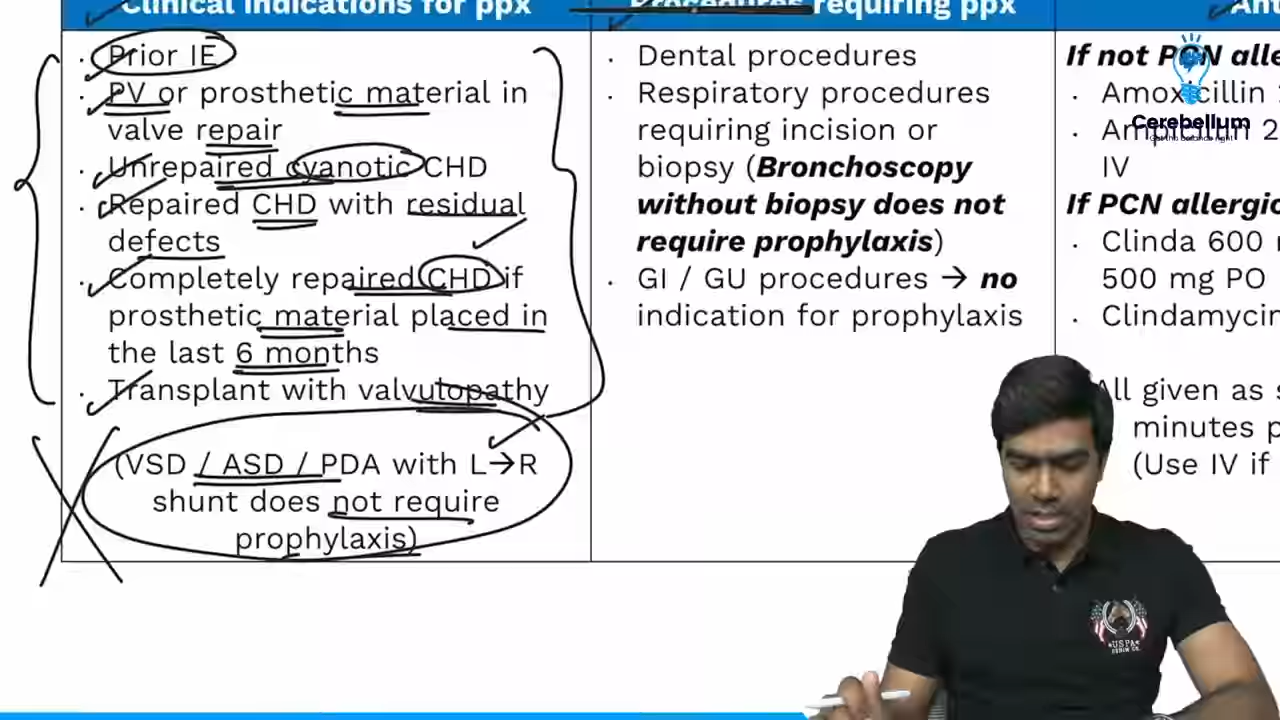 Clinical indications for ppx
Prior IE
PV or prosthetic material in
valve repair
Unrepaired cyanotic CHD
Repaired CHD with residual
defects
Completely repaired CHD if
prosthetic material placed in
the last 6 months
Transplant with valvulopathy
(VSD / ASD / PDA with L→R
shunt does not require
prophylaxis)
Procedures requiring ppx
Dental procedures
Respiratory procedures
requiring incision or
biopsy (Bronchoscopy
without biopsy does not
require prophylaxis)
GI / GU procedures → no
indication for prophylaxis
If not PCN alle
Amoxicillin 2
Ampicillin 2
IV
If PCN allergic
Clinda 600 m
500 mg PO
Clindamycin
All given as s
minutes p
(Use IV if
Cerebellum
USPA